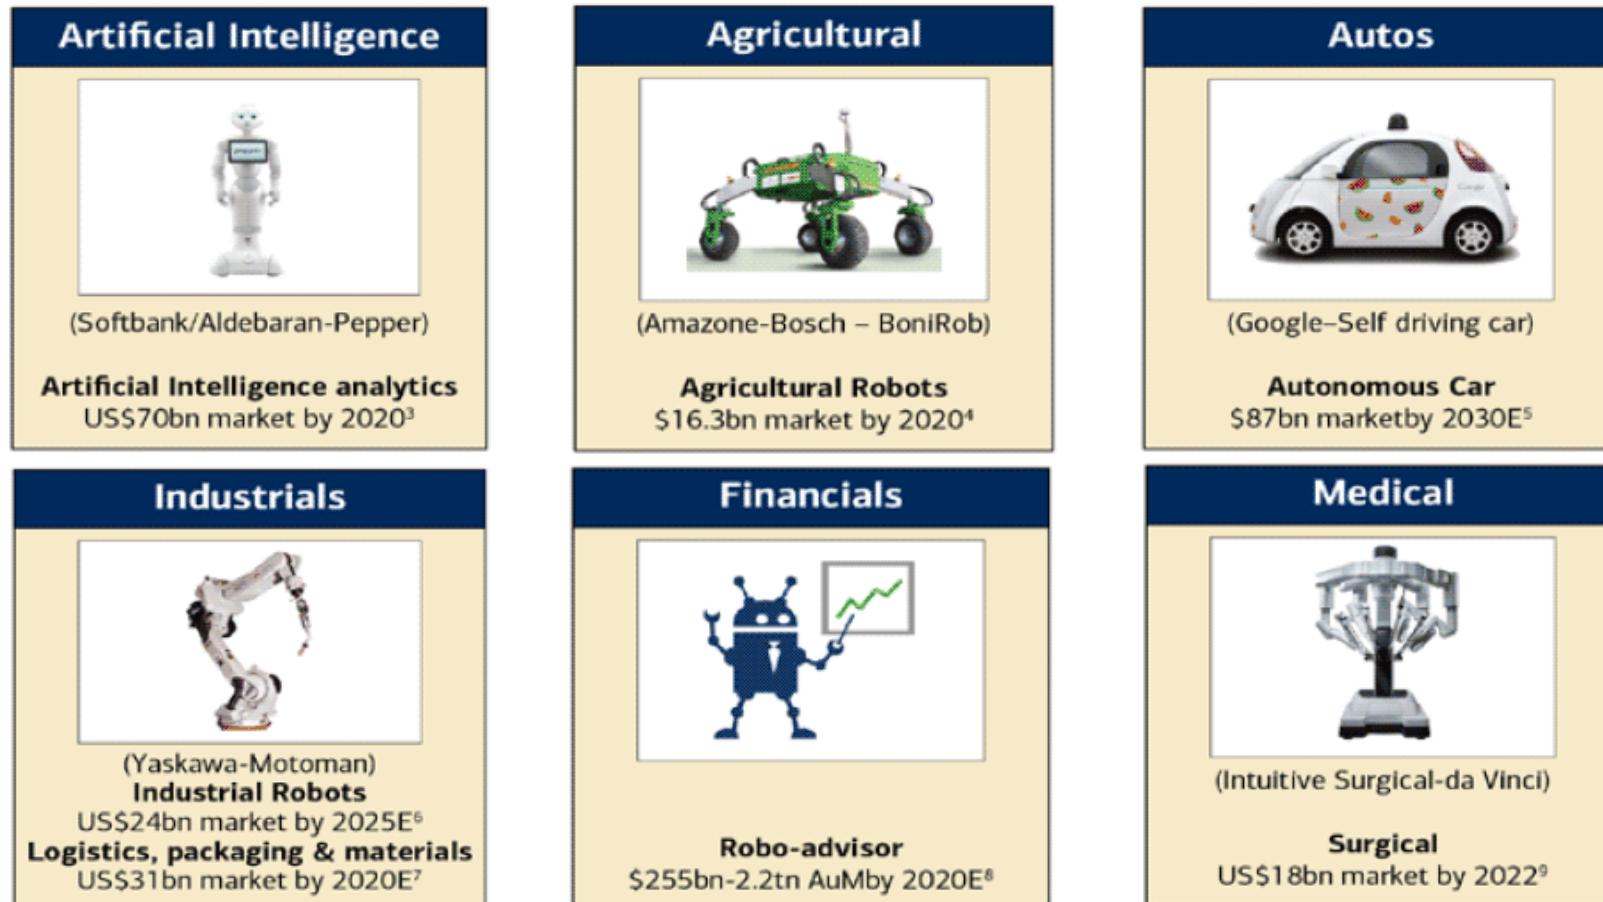 Artificial Intelligence
(Softbank/Aldebaran-Pepper)
Artificial Intelligence analytics
US$70bn market by 2020³
Agricultural
(Amazone-Bosch – BoniRob)
Agricultural Robots
$16.3bn market by 2020⁴
Autos
Google
(Google–Self driving car)
Autonomous Car
$87bn marketby 2030E⁵
Industrials
(Yaskawa-Motoman)
Industrial Robots
US$24bn market by 2025E⁶
Logistics, packaging & materials
US$31bn market by 2020E⁷
Financials
Robo-advisor
$255bn-2.2tn AuMby 2020E⁸
Medical
(Intuitive Surgical-da Vinci)
Surgical
US$18bn market by 2022⁹